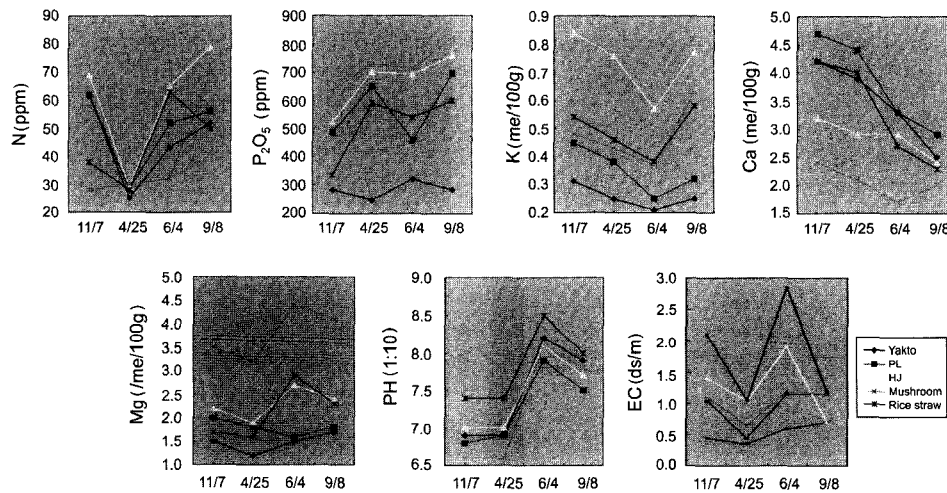 N(ppm)
90
80
70
60
50
40
30
20
11/7 4/25 6/4 9/8
P₂O₅ (ppm)
900
800
700
600
500
400
300
200
11/7 4/25 6/4 9/8
K (me/100g)
0.9
0.8
0.7
0.6
0.5
0.4
0.3
0.2
11/7 4/25 6/4 9/8
Ca (me/100g)
5.0
4.5
4.0
3.5
3.0
2.5
2.0
1.5
11/7 4/25 6/4 9/8
Mg (/me/100g)
5.0
4.5
4.0
3.5
3.0
2.5
2.0
1.5
1.0
11/7 4/25 6/4 9/8
PH (1:10)
9.0
8.5
8.0
7.5
7.0
6.5
11/7 4/25 6/4 9/8
EC(ds/m)
3.0
2.5
2.0
1.5
1.0
0.5
0.0
11/7 4/25 6/4 9/8
Yakto
PL
HJ
Mushroom
Rice straw